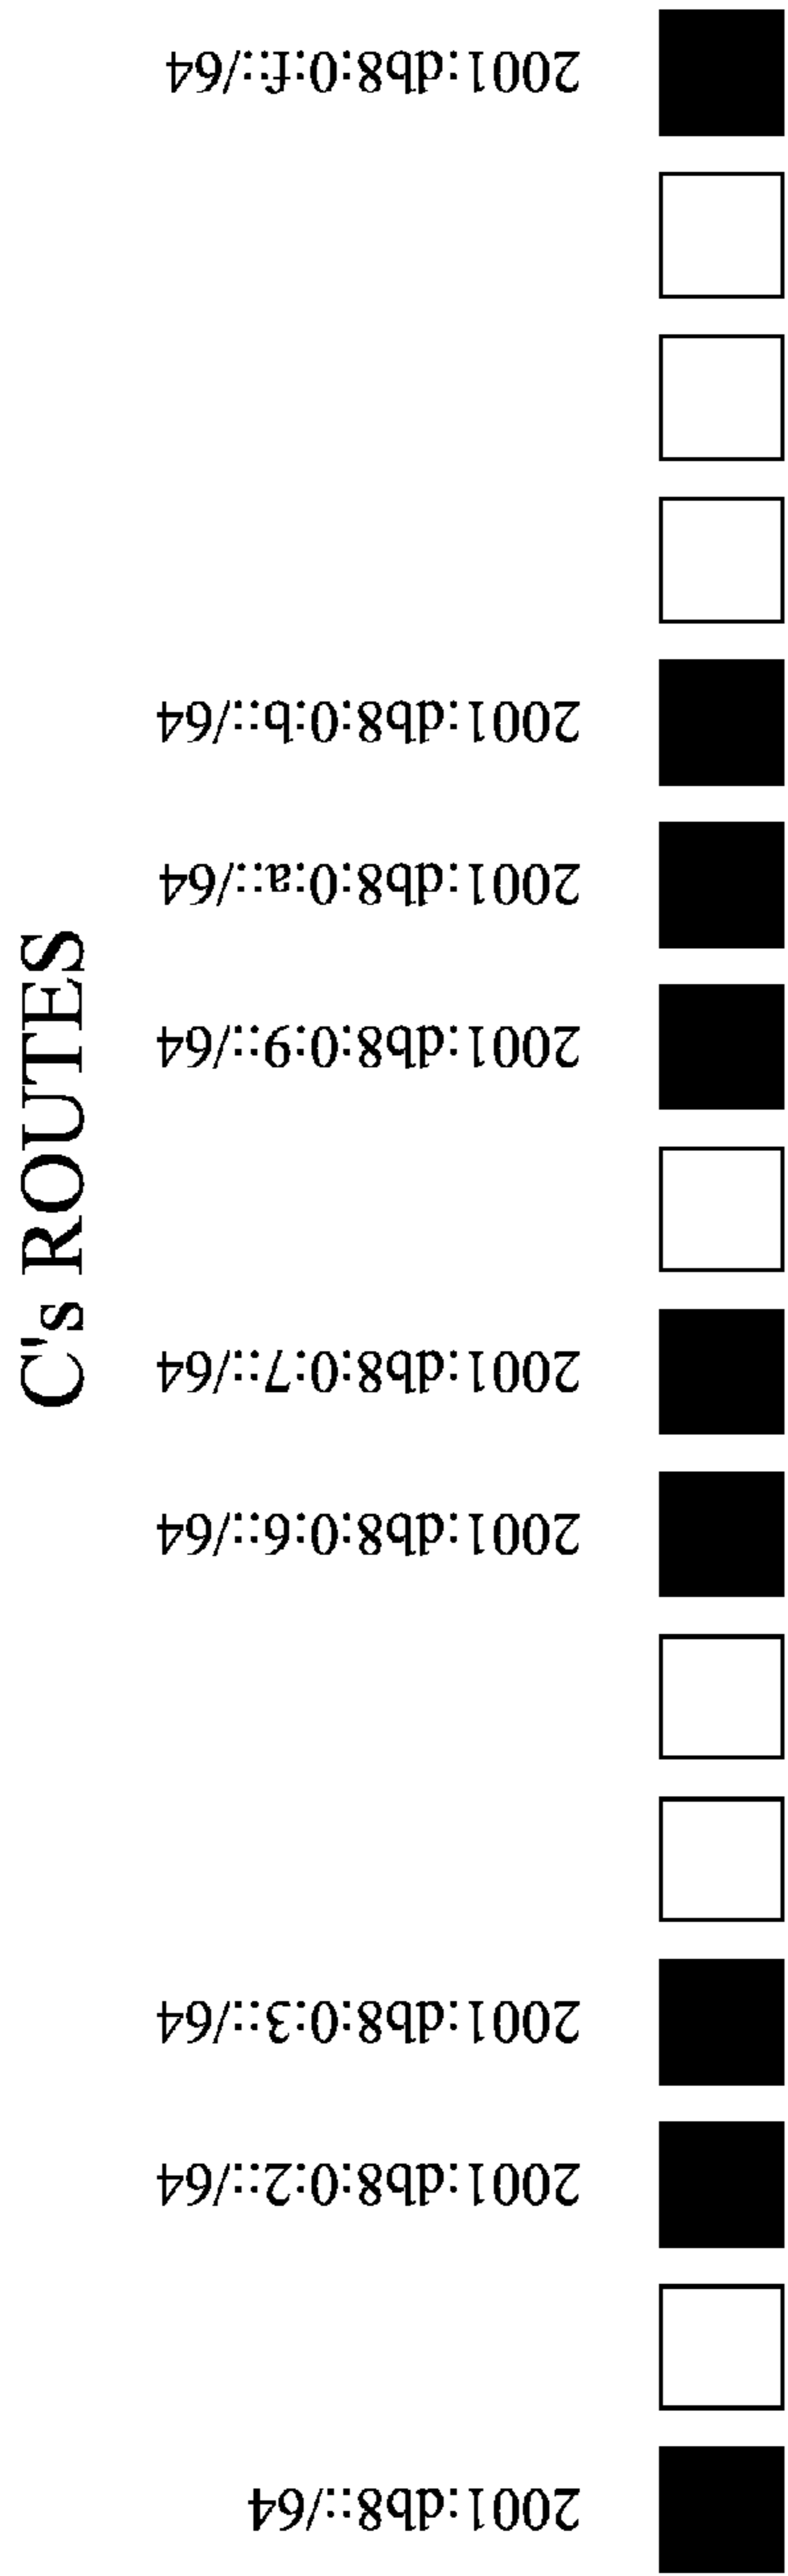 C's ROUTES
2001:db8::/64
2001:db8:0:2::/64
2001:db8:0:3::/64
2001:db8:0:6::/64
2001:db8:0:7::/64
2001:db8:0:9::/64
2001:db8:0:a::/64
2001:db8:0:b::/64
2001:db8:0:f::/64